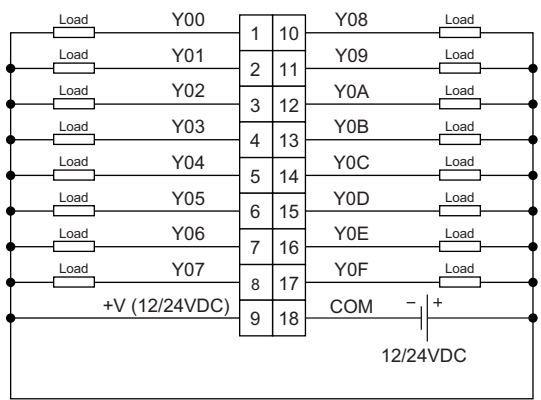 Load Y00 1 10 Y08 Load
Load Y01 2 11 Y09 Load
Load Y02 3 12 Y0A Load
Load Y03 4 13 Y0B Load
Load Y04 5 14 Y0C Load
Load Y05 6 15 Y0D Load
Load Y06 7 16 Y0E Load
Load Y07 8 17 Y0F Load
+V (12/24VDC) 9 18 COM − +
12/24VDC